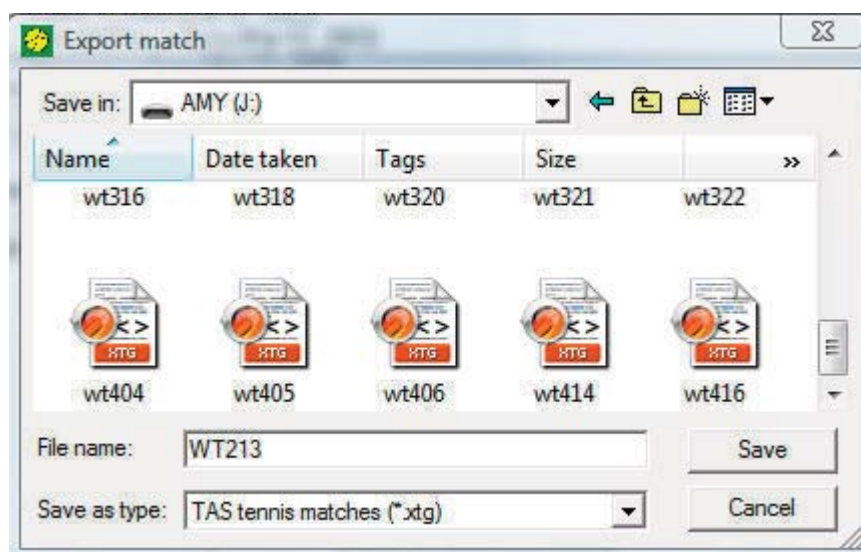 Export match
Save in: AMY (J:)
Name Date taken Tags Size »
wt316 wt318 wt320 wt321 wt322
<> <> <> <> <>
XTG XTG XTG XTG XTG
wt404 wt405 wt406 wt414 wt416
File name: WT213 Save
Save as type: TAS tennis matches (*.xtg) Cancel